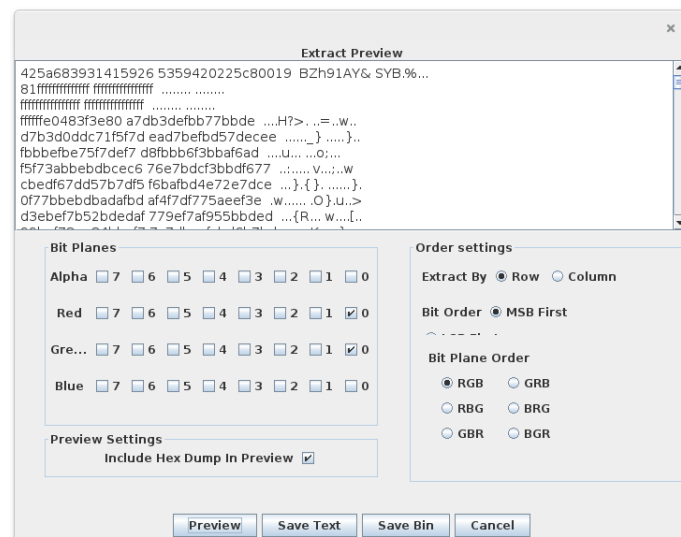 Extract Preview
425a683931415926 5359420225c80019 BZh91AY& SYB.%...
81ffffffffffffff ffffffffffffffff ........ ........
ffffffffffffffff ffffffffffffffff ........ ........
ffffffe0483f3e80 a7db3defbb77bbde ....H?>. ..=..w..
d7b3d0ddc71f5f7d ead7befbd57decee ......_} .....}..
fbbbefbe75f7def7 d8fbbb6f3bbaf6ad ....u... ...o;...
f5f73abbebdbcec6 76e7bdcf3bbdf677 ..:..... v...;..w
cbedf67dd57b7df5 f6bafbd4e72e7dce ...}.{}. ......}.
0f77bbebdbadafbd af4f7df775aeef3e .w...... .O}.u..>
d3ebef7b52bdedaf 779ef7af955bbded ...{R... w....[..
Bit Planes
Alpha 7 6 5 4 3 2 1 0
Red 7 6 5 4 3 2 1 0
Gre... 7 6 5 4 3 2 1 0
Blue 7 6 5 4 3 2 1 0
Preview Settings
Include Hex Dump In Preview
Order settings
Extract By Row Column
Bit Order MSB First
Bit Plane Order
RGB GRB
RBG BRG
GBR BGR
Preview Save Text Save Bin Cancel